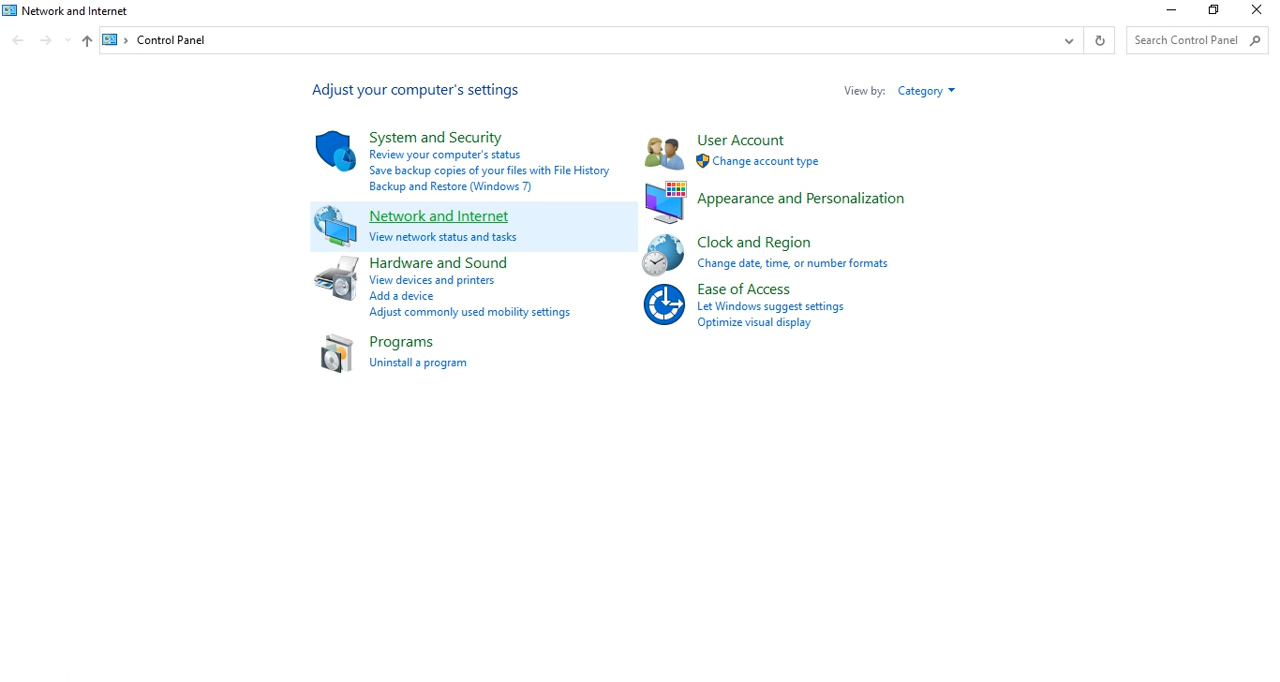 Network and Internet
Control Panel
Search Control Panel
Adjust your computer's settings
View by: Category
System and Security
Review your computer's status
Save backup copies of your files with File History
Backup and Restore (Windows 7)
Network and Internet
View network status and tasks
Hardware and Sound
View devices and printers
Add a device
Adjust commonly used mobility settings
Programs
Uninstall a program
User Account
Change account type
Appearance and Personalization
Clock and Region
Change date, time, or number formats
Ease of Access
Let Windows suggest settings
Optimize visual display